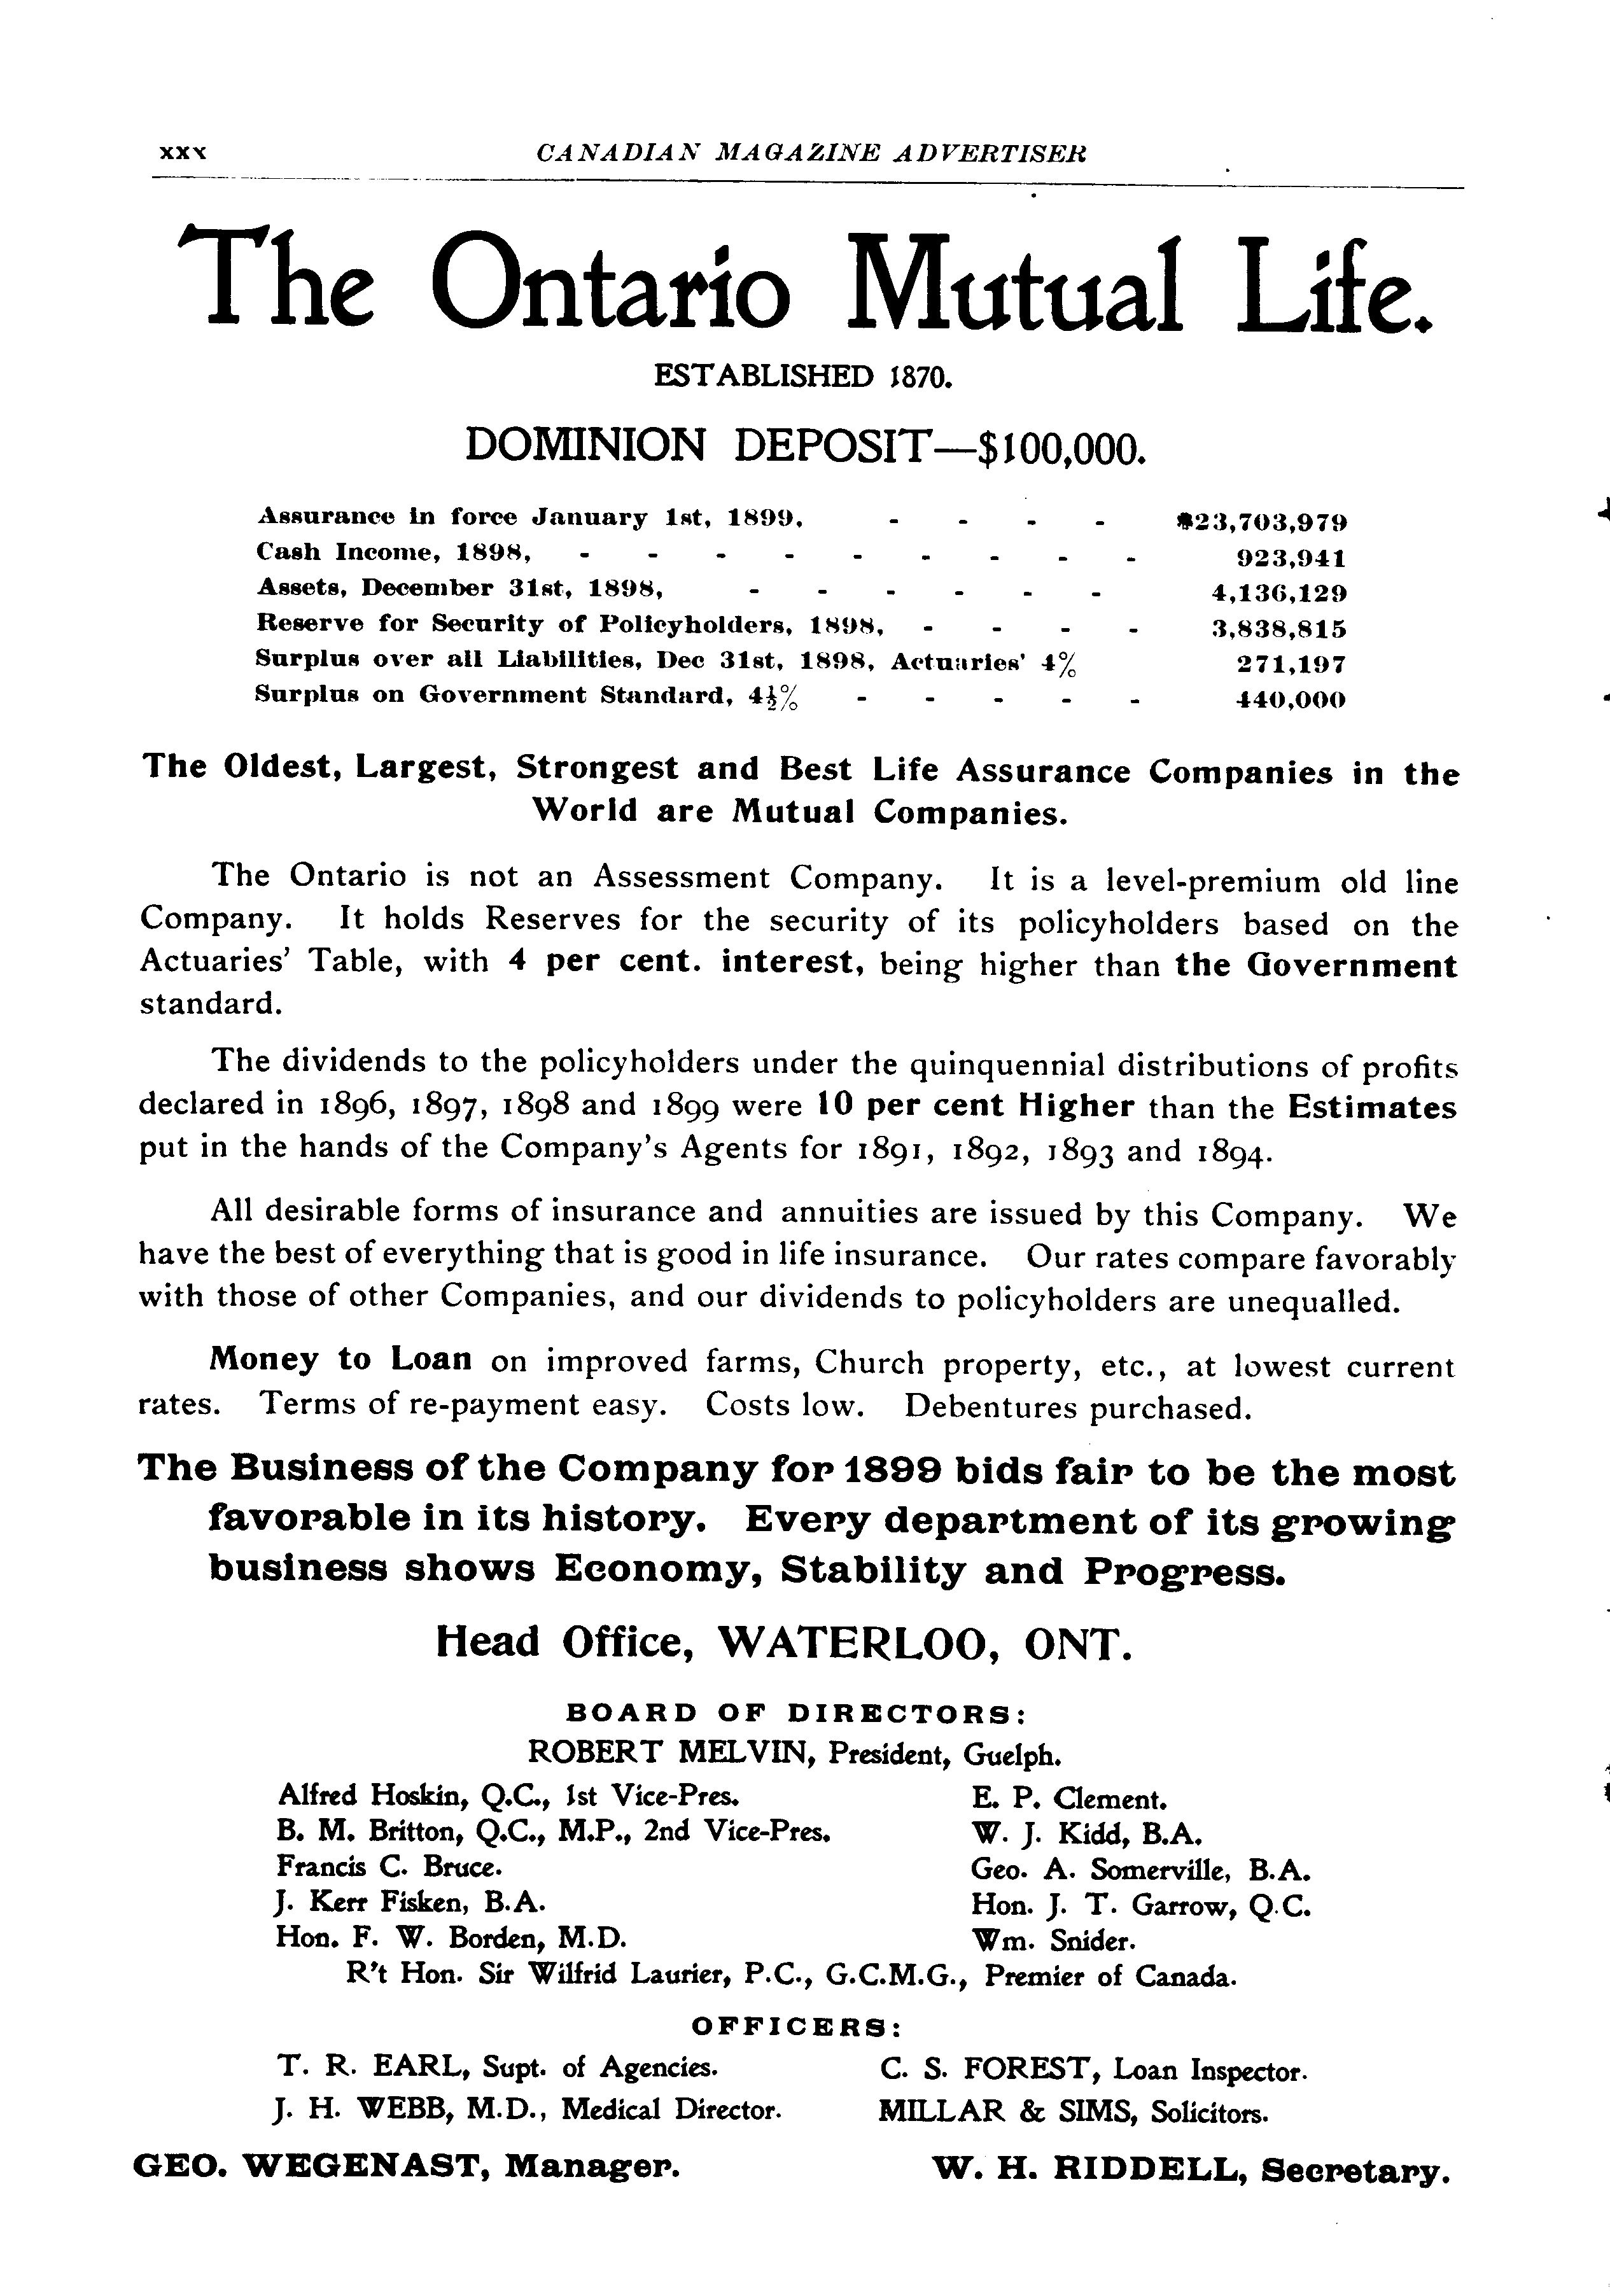 xxx CANADIAN MAGAZINE ADVERTISER
The Ontario Mutual Life.
ESTABLISHED 1870.
DOMINION DEPOSIT—$100,000.
Assurance in force January 1st, 1899, - - - - $23,703,979
Cash Income, 1898, - - - - - - - - - 923,941
Assets, December 31st, 1898, - - - - - - 4,136,129
Reserve for Security of Policyholders, 1898, - - - - 3,838,815
Surplus over all Liabilities, Dec 31st, 1898, Actuaries' 4% 271,197
Surplus on Government Standard, 4½% - - - - - 440,000
The Oldest, Largest, Strongest and Best Life Assurance Companies in the
World are Mutual Companies.
The Ontario is not an Assessment Company. It is a level-premium old line
Company. It holds Reserves for the security of its policyholders based on the
Actuaries' Table, with 4 per cent. interest, being higher than the Government
standard.
The dividends to the policyholders under the quinquennial distributions of profits
declared in 1896, 1897, 1898 and 1899 were 10 per cent Higher than the Estimates
put in the hands of the Company's Agents for 1891, 1892, 1893 and 1894.
All desirable forms of insurance and annuities are issued by this Company. We
have the best of everything that is good in life insurance. Our rates compare favorably
with those of other Companies, and our dividends to policyholders are unequalled.
Money to Loan on improved farms, Church property, etc., at lowest current
rates. Terms of re-payment easy. Costs low. Debentures purchased.
The Business of the Company for 1899 bids fair to be the most
favorable in its history. Every department of its growing
business shows Economy, Stability and Progress.
Head Office, WATERLOO, ONT.
BOARD OF DIRECTORS:
ROBERT MELVIN, President, Guelph.
Alfred Hoskin, Q.C., 1st Vice-Pres. E. P. Clement.
B. M. Britton, Q.C., M.P., 2nd Vice-Pres. W. J. Kidd, B.A.
Francis C. Bruce. Geo. A. Somerville, B.A.
J. Kerr Fisken, B.A. Hon. J. T. Garrow, Q.C.
Hon. F. W. Borden, M.D. Wm. Snider.
R't Hon. Sir Wilfrid Laurier, P.C., G.C.M.G., Premier of Canada.
OFFICERS:
T. R. EARL, Supt. of Agencies. C. S. FOREST, Loan Inspector.
J. H. WEBB, M.D., Medical Director. MILLAR & SIMS, Solicitors.
GEO. WEGENAST, Manager. W. H. RIDDELL, Secretary.